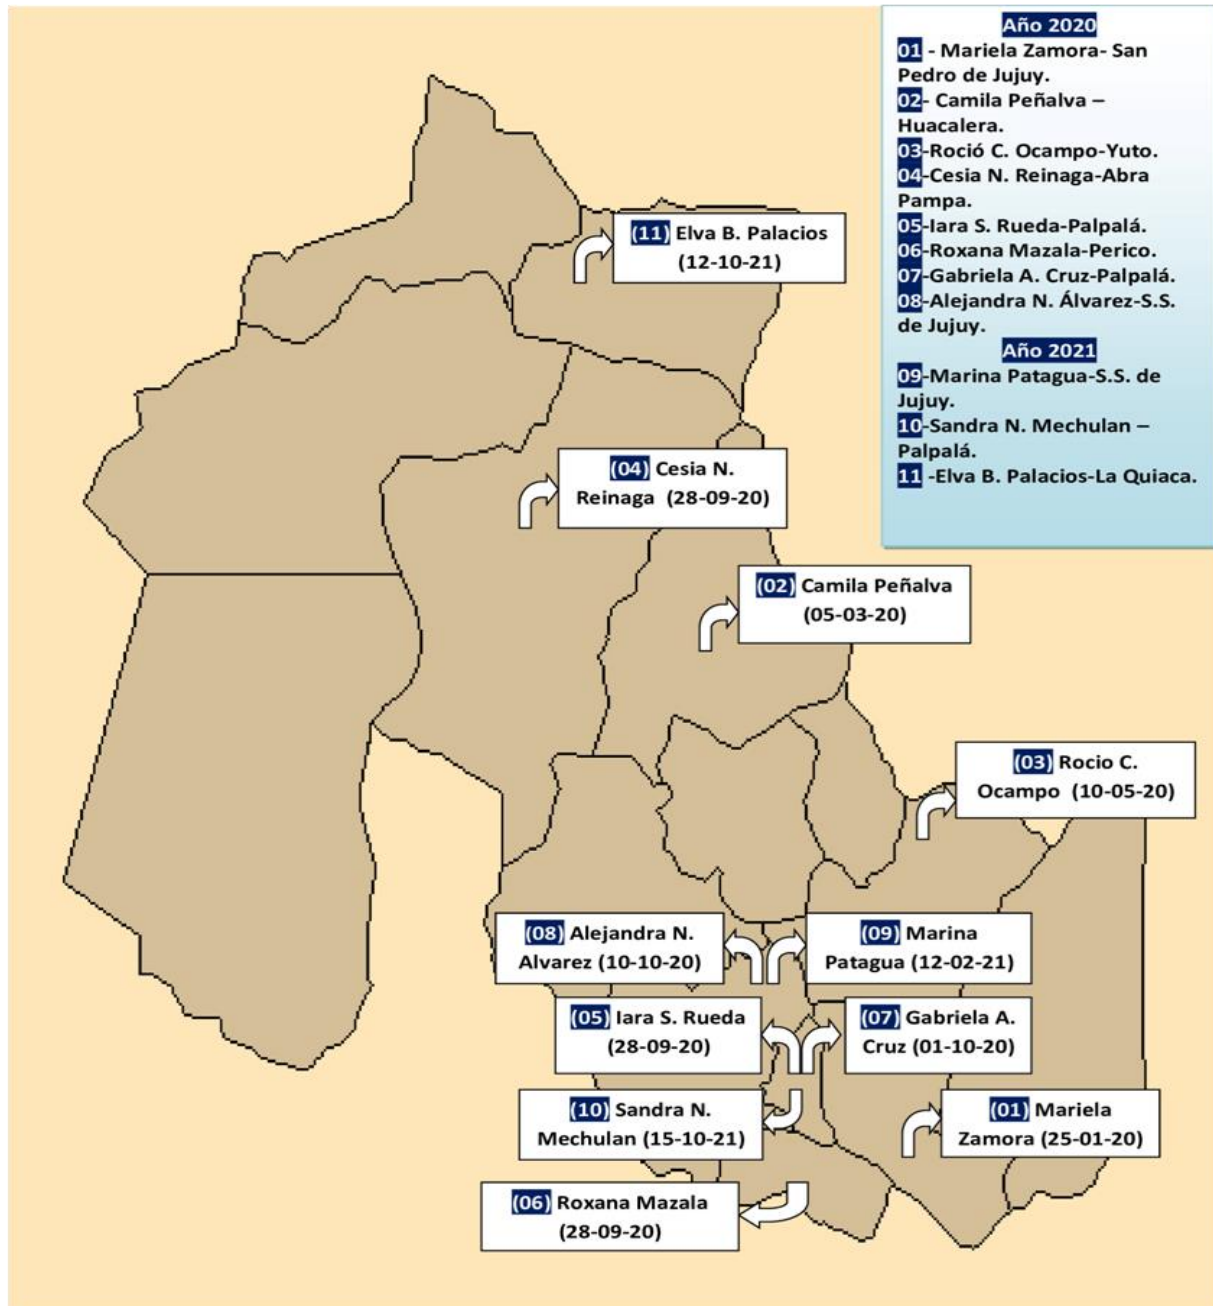 Año 2020
01 - Mariela Zamora- San
Pedro de Jujuy.
02- Camila Peñalva –
Huacalera.
03-Roció C. Ocampo-Yuto.
04-Cesia N. Reinaga-Abra
Pampa.
05-Iara S. Rueda-Palpalá.
06-Roxana Mazala-Perico.
07-Gabriela A. Cruz-Palpalá.
08-Alejandra N. Álvarez-S.S.
de Jujuy.
Año 2021
09-Marina Patagua-S.S. de
Jujuy.
10-Sandra N. Mechulan –
Palpalá.
11 -Elva B. Palacios-La Quiaca.
(11) Elva B. Palacios
(12-10-21)
(04) Cesia N.
Reinaga (28-09-20)
(02) Camila Peñalva
(05-03-20)
(03) Rocio C.
Ocampo (10-05-20)
(08) Alejandra N.
Alvarez (10-10-20)
(09) Marina
Patagua (12-02-21)
(05) Iara S. Rueda
(28-09-20)
(07) Gabriela A.
Cruz (01-10-20)
(10) Sandra N.
Mechulan (15-10-21)
(01) Mariela
Zamora (25-01-20)
(06) Roxana Mazala
(28-09-20)